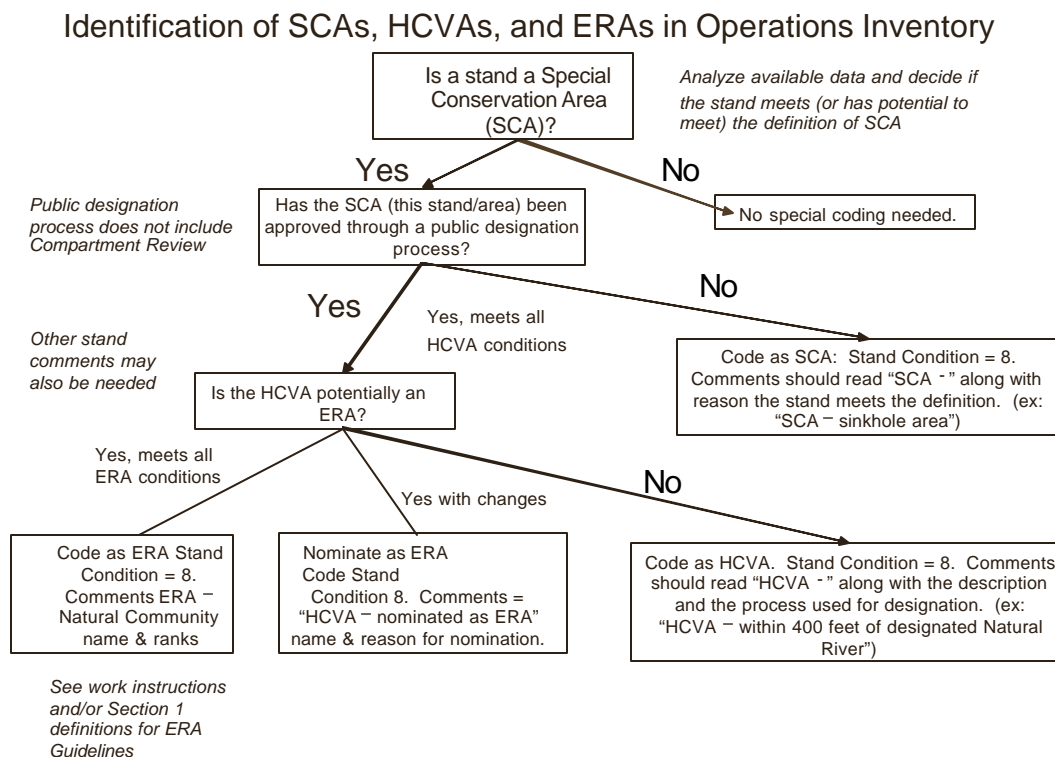 Identification of SCAs, HCVAs, and ERAs in Operations Inventory
Is a stand a Special
Conservation Area
(SCA)?
Analyze available data and decide if
the stand meets (or has potential to
meet) the definition of SCA
Yes
No
Public designation
process does not include
Compartment Review
Has the SCA (this stand/area) been
approved through a public designation
process?
No special coding needed.
Yes
Yes, meets all
HCVA conditions
No
Other stand
comments may
also be needed
Is the HCVA potentially an
ERA?
Code as SCA:  Stand Condition = 8.
Comments should read “SCA -” along with
reason the stand meets the definition.  (ex:
“SCA – sinkhole area”)
Yes, meets all
ERA conditions
Yes with changes
No
Code as ERA Stand
Condition = 8.
Comments ERA –
Natural Community
name & ranks
Nominate as ERA
Code Stand
Condition 8.  Comments =
“HCVA – nominated as ERA”
name & reason for nomination.
Code as HCVA.  Stand Condition = 8.  Comments
should read “HCVA -” along with the description
and the process used for designation.  (ex:
“HCVA – within 400 feet of designated Natural
River”)
See work instructions
and/or Section 1
definitions for ERA
Guidelines